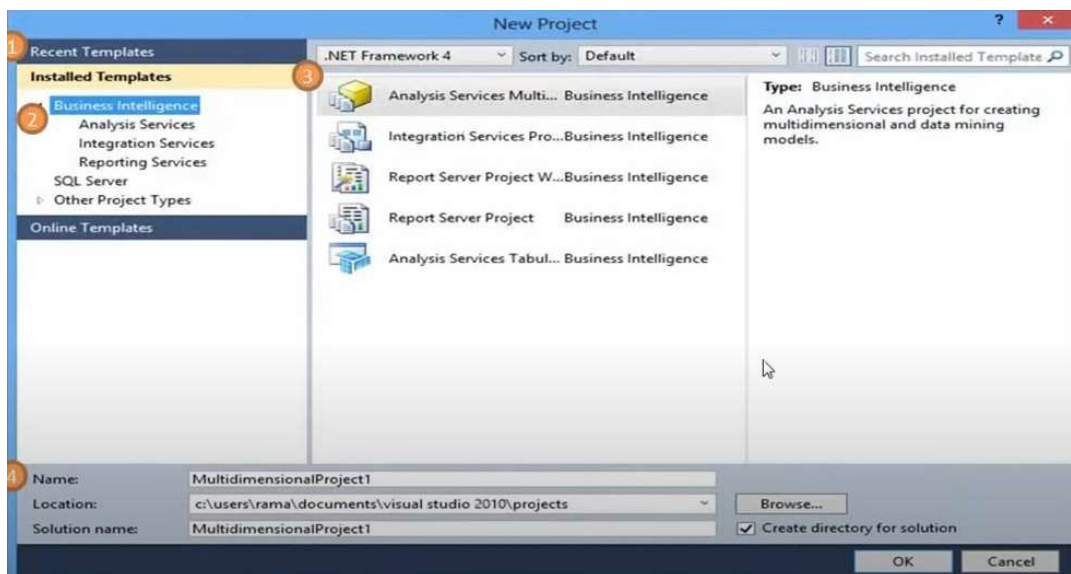 New Project
?
1
Recent Templates
.NET Framework 4
Sort by: Default
Search Installed Template
Installed Templates
3
Business Intelligence
2
Analysis Services
Integration Services
Reporting Services
SQL Server
Other Project Types
Online Templates
Analysis Services Multi... Business Intelligence
Integration Services Pro...Business Intelligence
Report Server Project W...Business Intelligence
Report Server Project Business Intelligence
Analysis Services Tabul... Business Intelligence
Type: Business Intelligence
An Analysis Services project for creating
multidimensional and data mining
models.
4
Name: MultidimensionalProject1
Location: c:\users\rama\documents\visual studio 2010\projects
Browse...
Solution name: MultidimensionalProject1
Create directory for solution
OK
Cancel